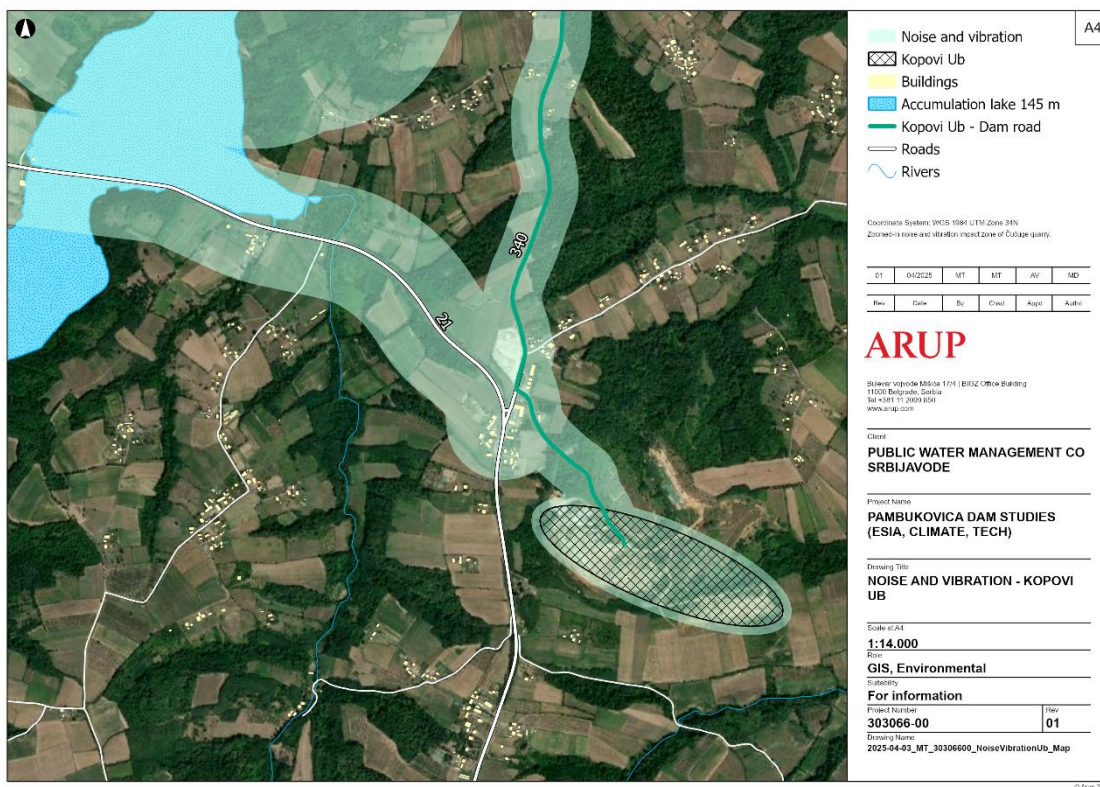 A4
Noise and vibration
Kopovi Ub
Buildings
Accumulation lake 145 m
Kopovi Ub - Dam road
Roads
Rivers
Coordinate System: WGS 1984 UTM Zone 34N
Zoomed-in noise and vibration impact zone of Čučuge quarry.
01 04/2025 MT MT AV MD
Rev Date By Chkd Appd Authd
ARUP
Bulevar vojvode Mišića 17/4 | BIGZ Office Building
11000 Belgrade, Serbia
Tel +381 11 2099 850
www.arup.com
Client
PUBLIC WATER MANAGEMENT CO
SRBIJAVODE
Project Name
PAMBUKOVICA DAM STUDIES
(ESIA, CLIMATE, TECH)
Drawing Title
NOISE AND VIBRATION - KOPOVI
UB
Scale at A4
1:14.000
Role
GIS, Environmental
Suitability
For information
Project Number Rev
303066-00 01
Drawing Name
2025-04-03_MT_30306600_NoiseVibrationUb_Map
340
21